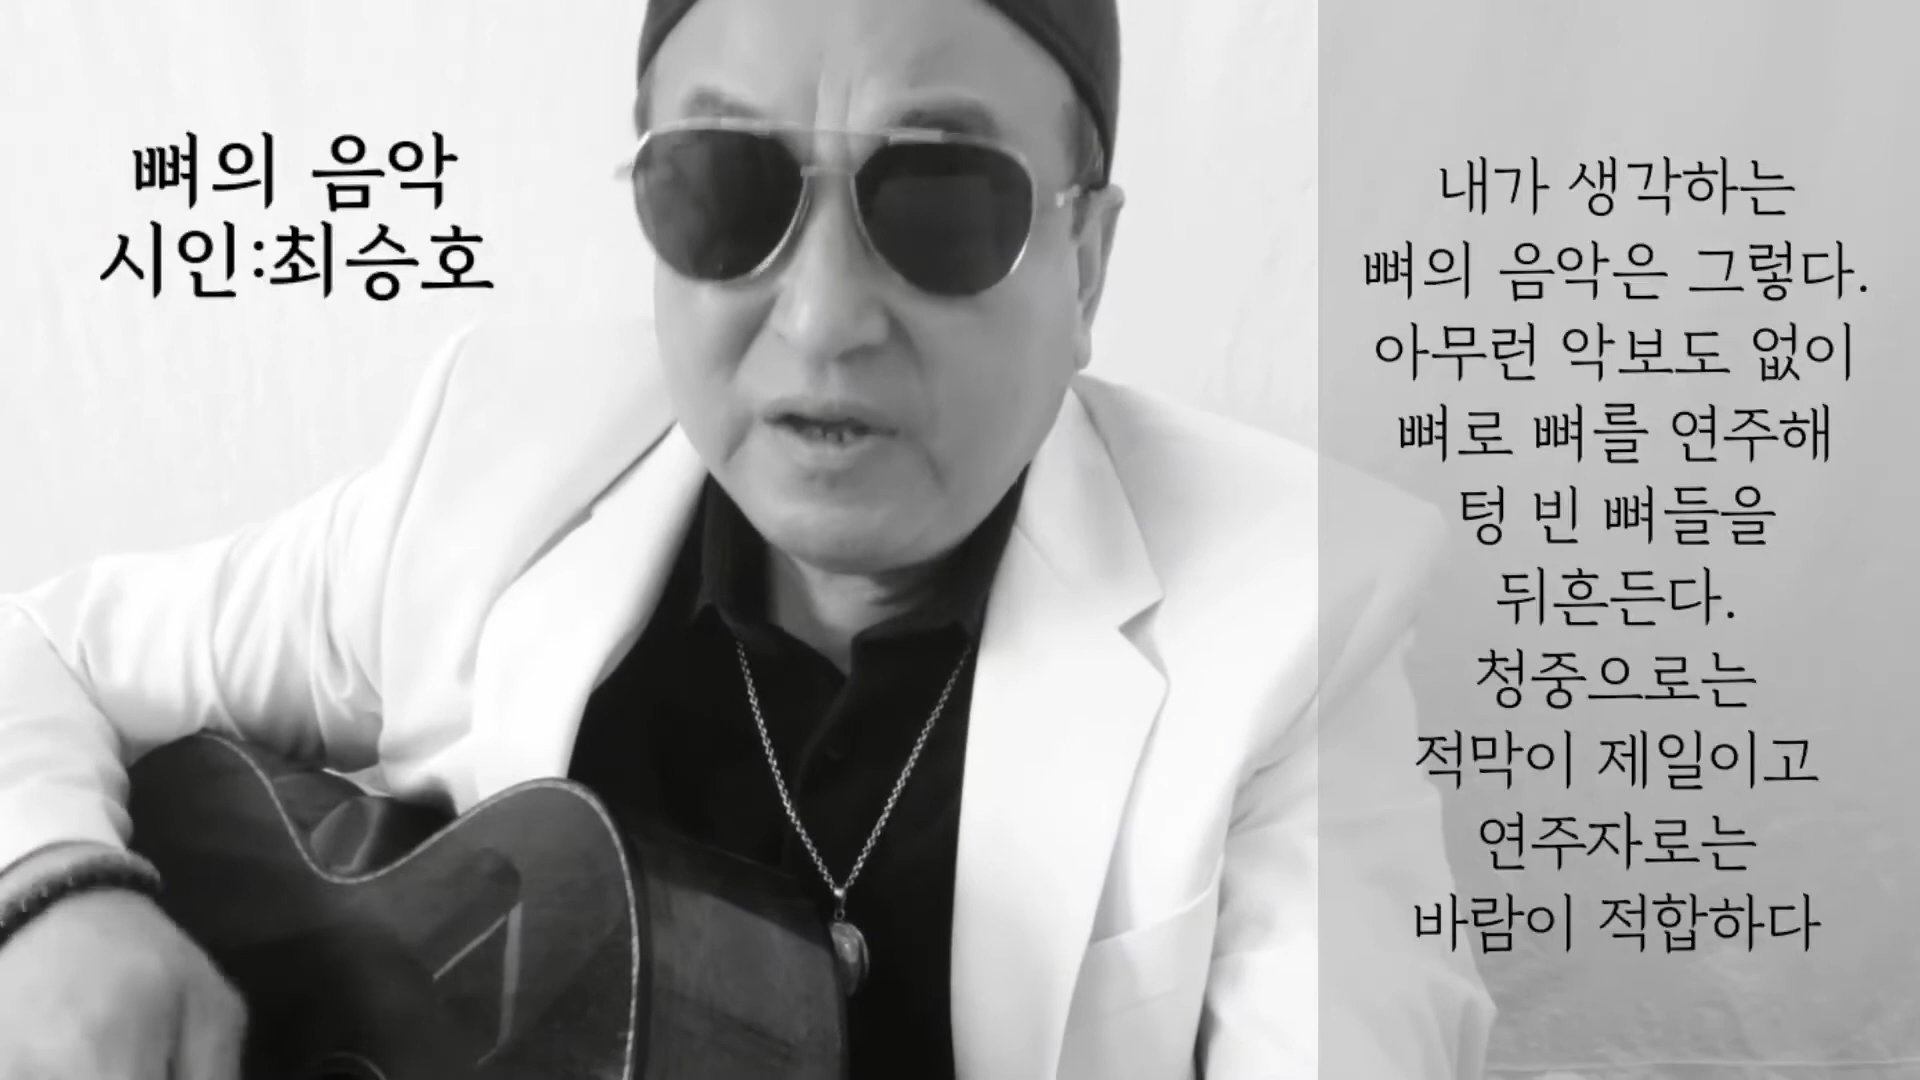 뼈의 음악
시인:최승호
내가 생각하는
뼈의 음악은 그렇다.
아무런 악보도 없이
뼈로 뼈를 연주해
텅 빈 뼈들을
뒤흔든다.
청중으로는
적막이 제일이고
연주자로는
바람이 적합하다